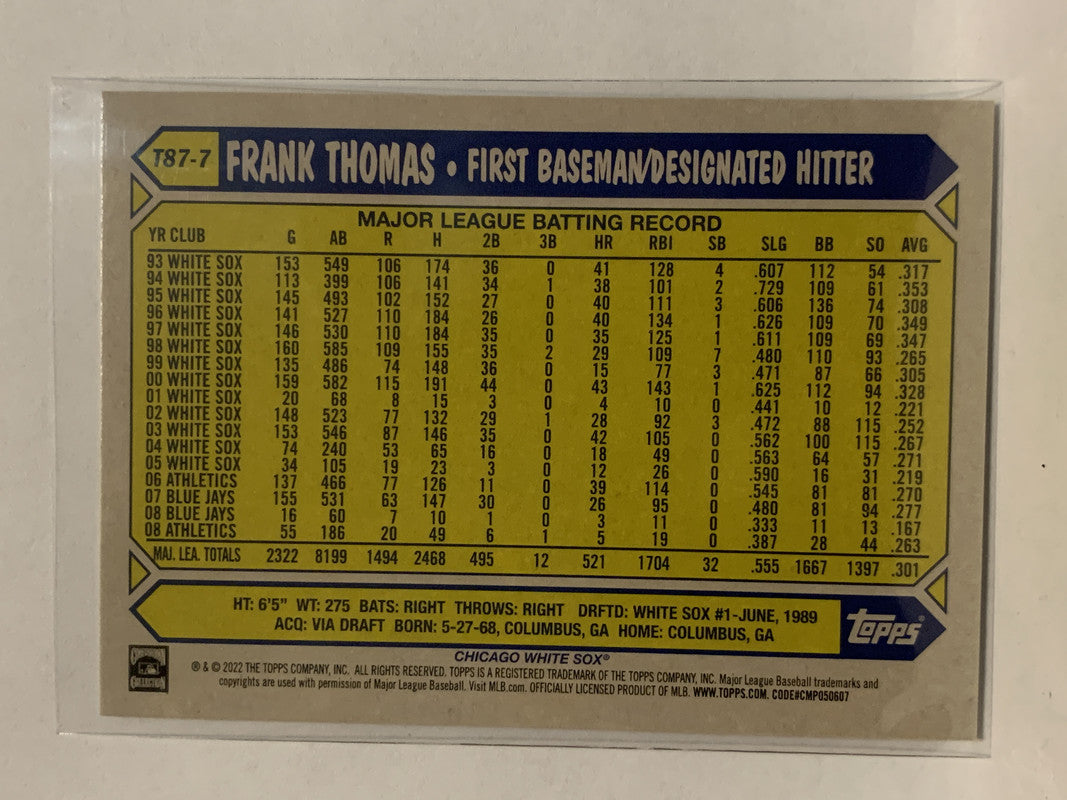 T87-7 FRANK THOMAS • FIRST BASEMAN/DESIGNATED HITTER
MAJOR LEAGUE BATTING RECORD
YR CLUB G AB R H 2B 3B HR RBI SB SLG BB SO AVG
93 WHITE SOX 153 549 106 174 36 0 41 128 4 .607 112 54 .317
94 WHITE SOX 113 399 106 141 34 1 38 101 2 .729 109 61 .353
95 WHITE SOX 145 493 102 152 27 0 40 111 3 .606 136 74 .308
96 WHITE SOX 141 527 110 184 26 0 40 134 1 .626 109 70 .349
97 WHITE SOX 146 530 110 184 35 0 35 125 1 .611 109 69 .347
98 WHITE SOX 160 585 109 155 35 2 29 109 7 .480 110 93 .265
99 WHITE SOX 135 486 74 148 36 0 15 77 3 .471 87 66 .305
00 WHITE SOX 159 582 115 191 44 0 43 143 1 .625 112 94 .328
01 WHITE SOX 20 68 8 15 3 0 4 10 0 .441 10 12 .221
02 WHITE SOX 148 523 77 132 29 1 28 92 3 .472 88 115 .252
03 WHITE SOX 153 546 87 146 35 0 42 105 0 .562 100 115 .267
04 WHITE SOX 74 240 53 65 16 0 18 49 0 .563 64 57 .271
05 WHITE SOX 34 105 19 23 3 0 12 26 0 .590 16 31 .219
06 ATHLETICS 137 466 77 126 11 0 39 114 0 .545 81 81 .270
07 BLUE JAYS 155 531 63 147 30 0 26 95 0 .480 81 94 .277
08 BLUE JAYS 16 60 7 10 1 0 3 11 0 .333 11 13 .167
08 ATHLETICS 55 186 20 49 6 1 5 19 0 .387 28 44 .263
MAJ. LEA. TOTALS 2322 8199 1494 2468 495 12 521 1704 32 .555 1667 1397 .301
HT: 6'5" WT: 275 BATS: RIGHT THROWS: RIGHT DRFTD: WHITE SOX #1-JUNE, 1989
ACQ: VIA DRAFT BORN: 5-27-68, COLUMBUS, GA HOME: COLUMBUS, GA
TOPPS®
CHICAGO WHITE SOX®
® & © 2022 THE TOPPS COMPANY, INC. ALL RIGHTS RESERVED. TOPPS IS A REGISTERED TRADEMARK OF THE TOPPS COMPANY, INC. Major League Baseball trademarks and
copyrights are used with permission of Major League Baseball. Visit MLB.com. OFFICIALLY LICENSED PRODUCT OF MLB. WWW.TOPPS.COM. CODE#CMP050607